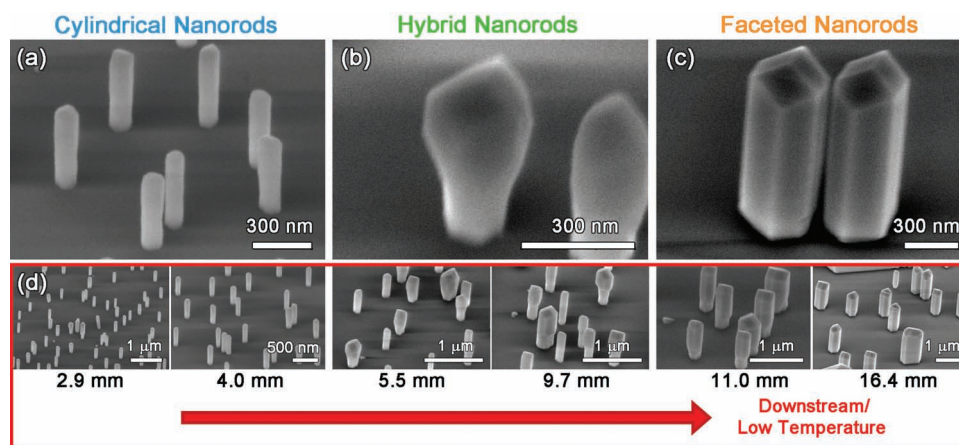 Cylindrical Nanorods
Hybrid Nanorods
Faceted Nanorods
(a)
300 nm
(b)
300 nm
(c)
300 nm
(d)
1 μm
500 nm
1 μm
1 μm
1 μm
1 μm
2.9 mm
4.0 mm
5.5 mm
9.7 mm
11.0 mm
16.4 mm
Downstream/
Low Temperature